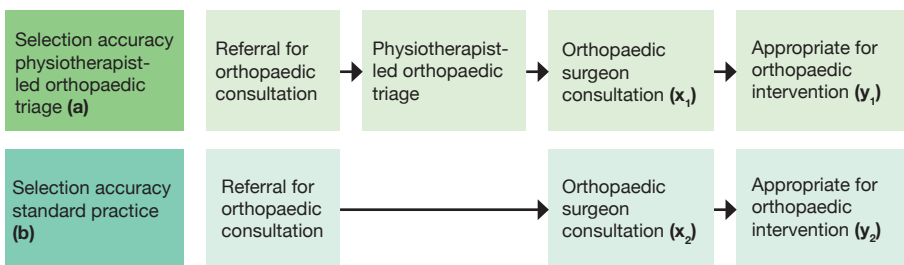 Selection accuracy
physiotherapist-
led orthopaedic
triage (a)
Referral for
orthopaedic
consultation
Physiotherapist-
led orthopaedic
triage
Orthopaedic
surgeon
consultation (x₁)
Appropriate for
orthopaedic
intervention (y₁)
Selection accuracy
standard practice
(b)
Referral for
orthopaedic
consultation
Orthopaedic
surgeon
consultation (x₂)
Appropriate for
orthopaedic
intervention (y₂)